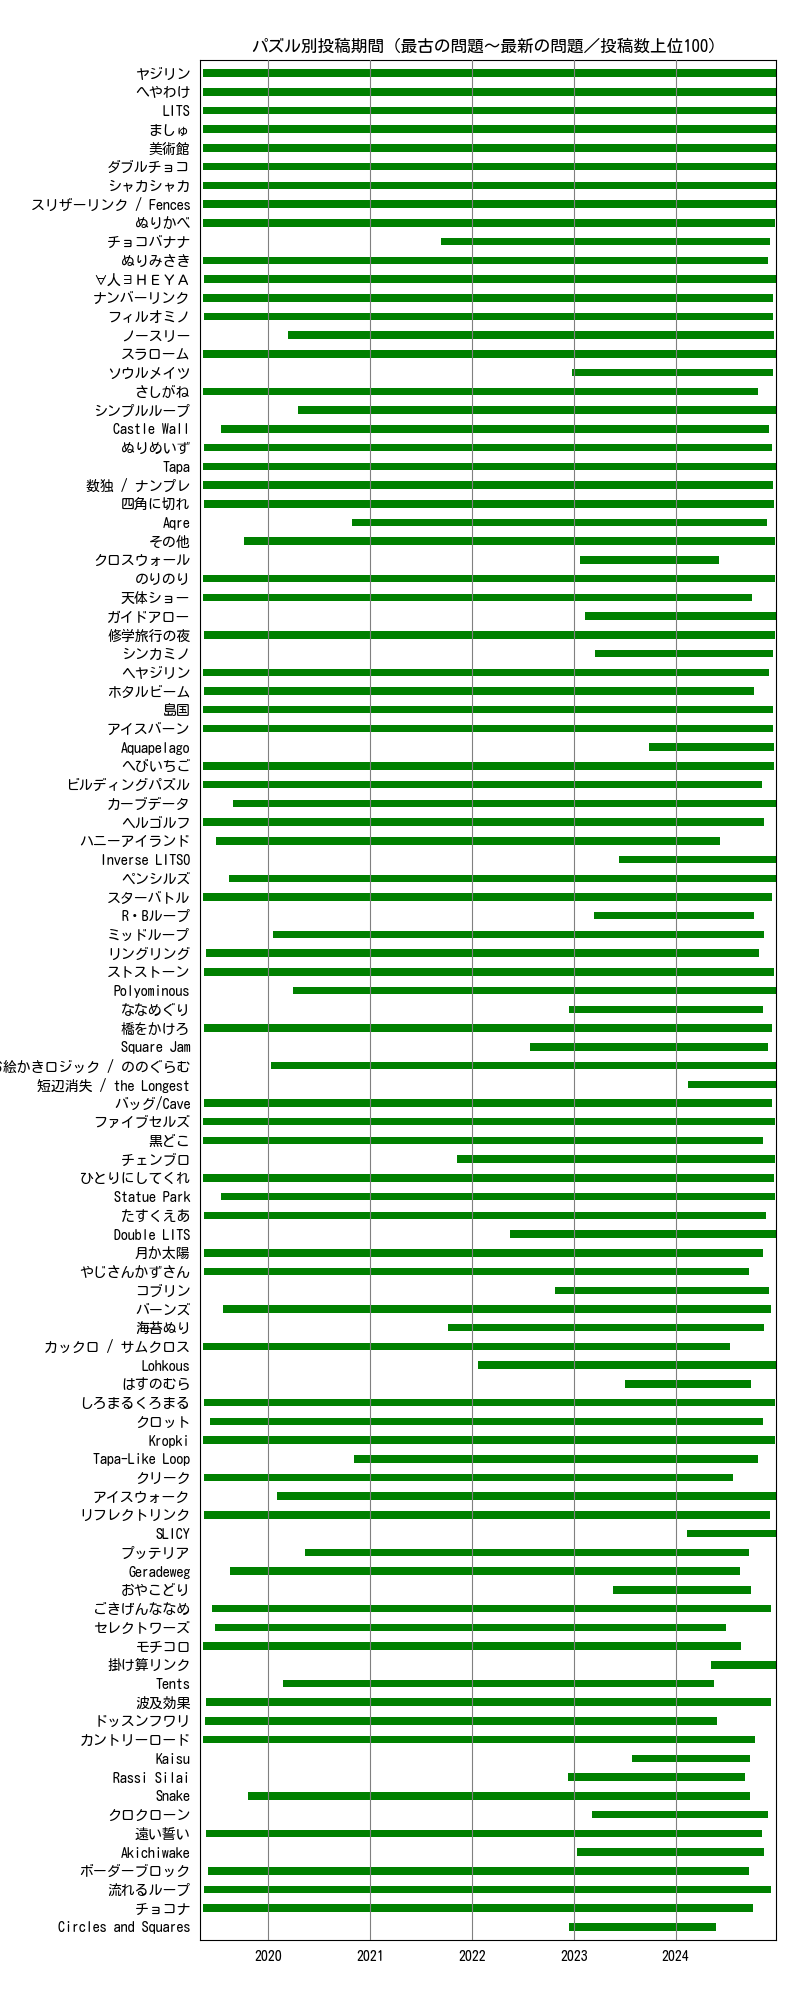 パズル別投稿期間（最古の問題～最新の問題／投稿数上位100）
ヤジリン
へやわけ
LITS
ましゅ
美術館
ダブルチョコ
シャカシャカ
スリザーリンク / Fences
ぬりかべ
チョコバナナ
ぬりみさき
∀人∃ＨＥＹＡ
ナンバーリンク
フィルオミノ
ノースリー
スラローム
ソウルメイツ
さしがね
シンプルループ
Castle Wall
ぬりめいず
Tapa
数独 / ナンプレ
四角に切れ
Aqre
その他
クロスウォール
のりのり
天体ショー
ガイドアロー
修学旅行の夜
シンカミノ
ヘヤジリン
ホタルビーム
島国
アイスバーン
Aquapelago
へびいちご
ビルディングパズル
カーブデータ
ヘルゴルフ
ハニーアイランド
Inverse LITSO
ペンシルズ
スターバトル
R・Bループ
ミッドループ
リングリング
ストストーン
Polyominous
ななめぐり
橋をかけろ
Square Jam
絵かきロジック / ののぐらむ
短辺消失 / the Longest
バッグ/Cave
ファイブセルズ
黒どこ
チェンブロ
ひとりにしてくれ
Statue Park
たすくえあ
Double LITS
月か太陽
やじさんかずさん
コブリン
バーンズ
海苔ぬり
カックロ / サムクロス
Lohkous
はすのむら
しろまるくろまる
クロット
Kropki
Tapa-Like Loop
クリーク
アイスウォーク
リフレクトリンク
SLICY
プッテリア
Geradeweg
おやこどり
ごきげんななめ
セレクトワーズ
モチコロ
掛け算リンク
Tents
波及効果
ドッスンフワリ
カントリーロード
Kaisu
Rassi Silai
Snake
クロクローン
遠い誓い
Akichiwake
ボーダーブロック
流れるループ
チョコナ
Circles and Squares
2020 2021 2022 2023 2024